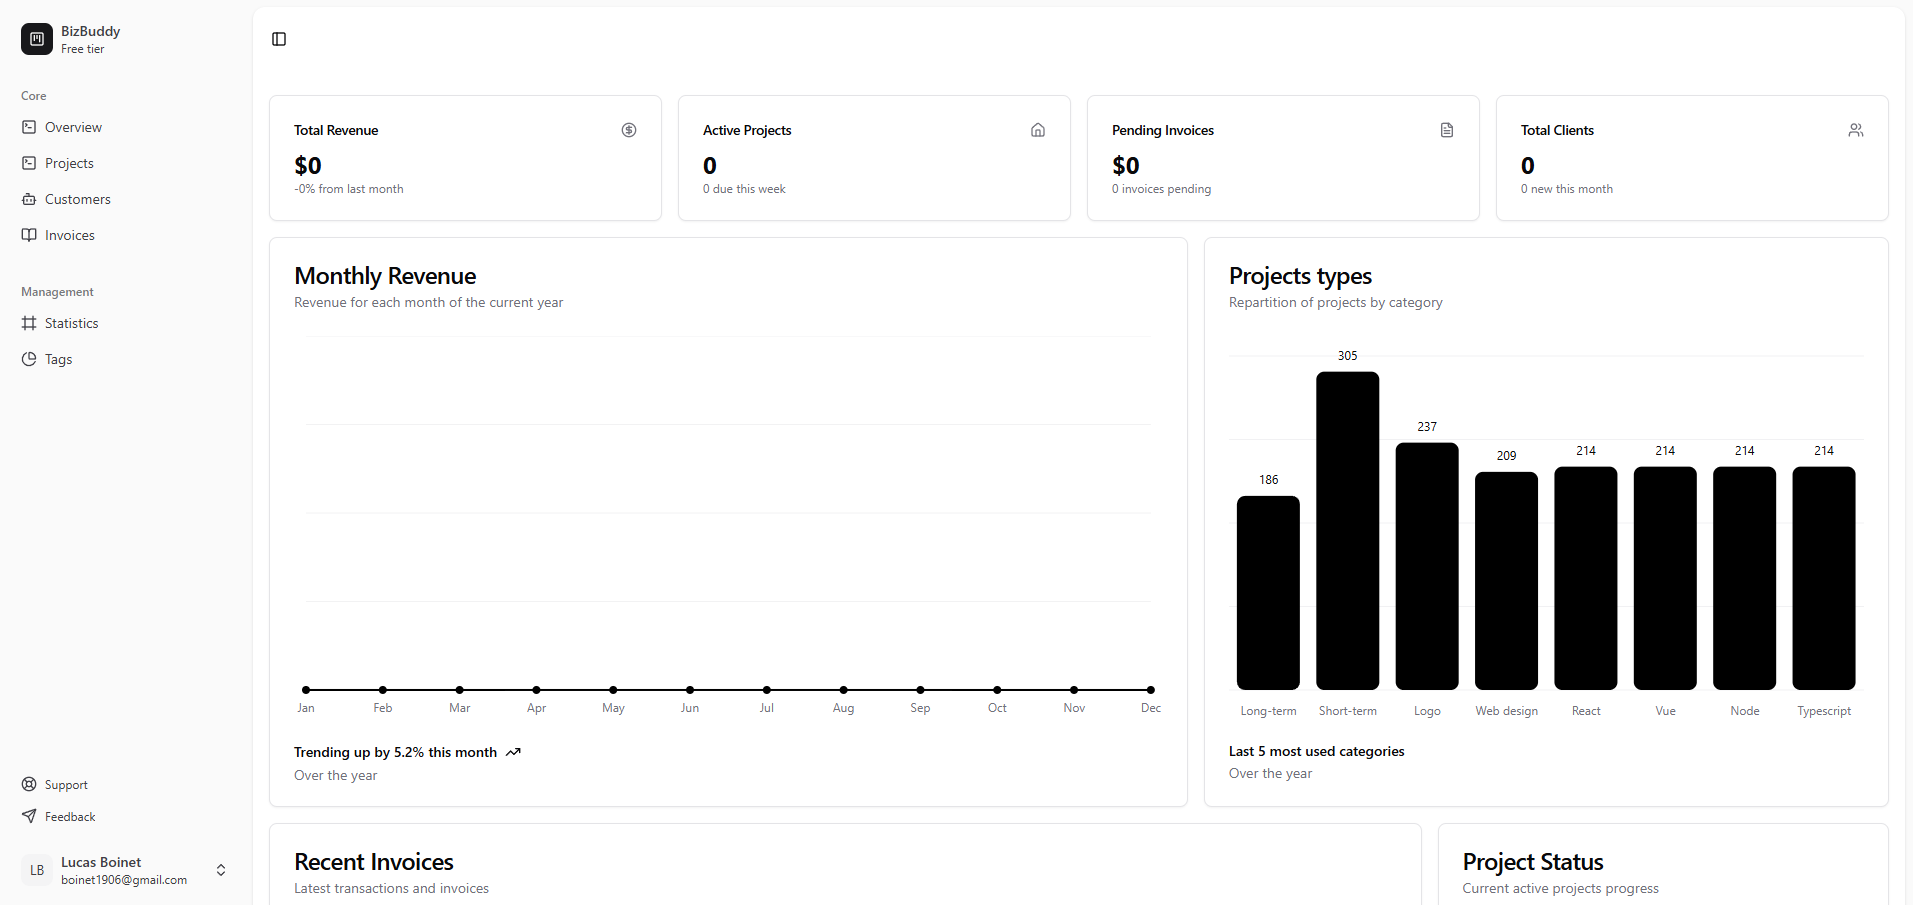 BizBuddy
Free tier
Core
Overview
Projects
Customers
Invoices
Management
Statistics
Tags
Support
Feedback
LB
Lucas Boinet
boinet1906@gmail.com
Total Revenue
$0
-0% from last month
Active Projects
0
0 due this week
Pending Invoices
$0
0 invoices pending
Total Clients
0
0 new this month
Monthly Revenue
Revenue for each month of the current year
Jan Feb Mar Apr May Jun Jul Aug Sep Oct Nov Dec
Trending up by 5.2% this month
Over the year
Projects types
Repartition of projects by category
186 305 237 209 214 214 214 214
Long-term Short-term Logo Web design React Vue Node Typescript
Last 5 most used categories
Over the year
Recent Invoices
Latest transactions and invoices
Project Status
Current active projects progress